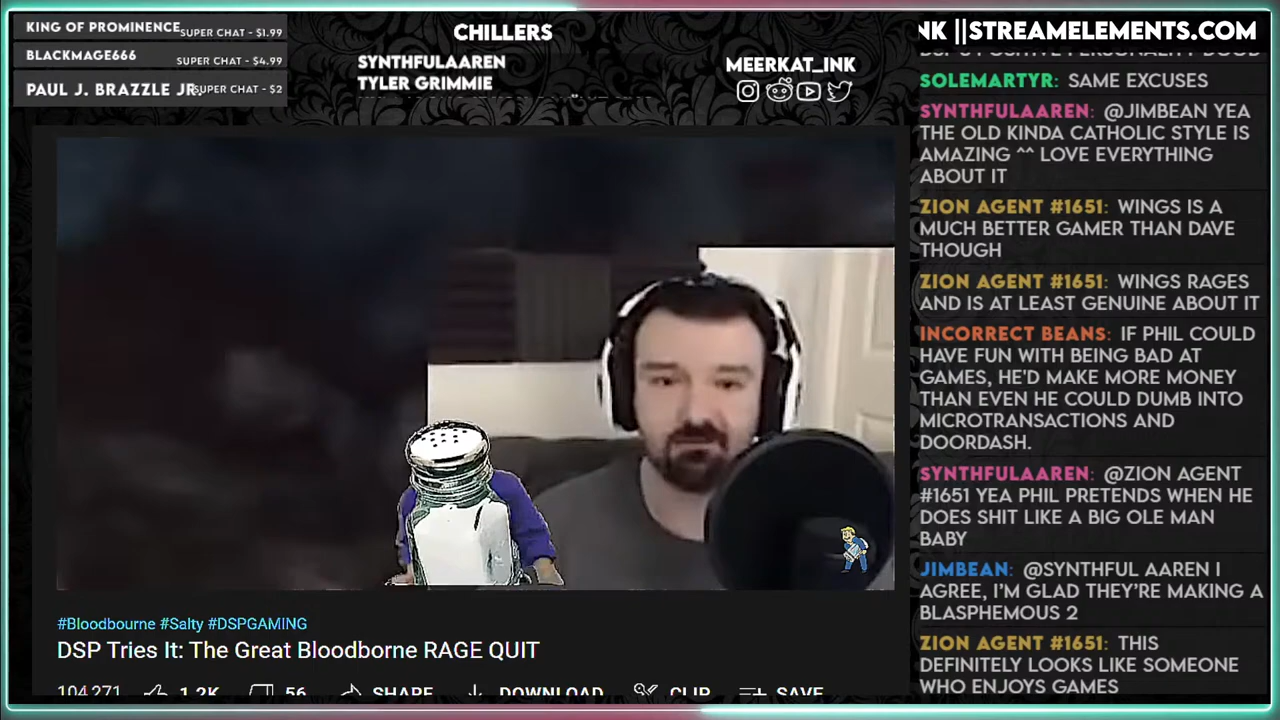 KING OF PROMINENCE SUPER CHAT - $1.99
BLACKMAGE666 SUPER CHAT - $4.99
PAUL J. BRAZZLE JR SUPER CHAT - $2
CHILLERS
SYNTHFULAAREN
TYLER GRIMMIE
MEERKAT_INK
NK ||STREAMELEMENTS.COM
SOLEMARTYR: SAME EXCUSES
SYNTHFULAAREN: @JIMBEAN YEA
THE OLD KINDA CATHOLIC STYLE IS
AMAZING ^^ LOVE EVERYTHING
ABOUT IT
ZION AGENT #1651: WINGS IS A
MUCH BETTER GAMER THAN DAVE
THOUGH
ZION AGENT #1651: WINGS RAGES
AND IS AT LEAST GENUINE ABOUT IT
INCORRECT BEANS: IF PHIL COULD
HAVE FUN WITH BEING BAD AT
GAMES, HE'D MAKE MORE MONEY
THAN EVEN HE COULD DUMB INTO
MICROTRANSACTIONS AND
DOORDASH.
SYNTHFULAAREN: @ZION AGENT
#1651 YEA PHIL PRETENDS WHEN HE
DOES SHIT LIKE A BIG OLE MAN
BABY
JIMBEAN: @SYNTHFUL AAREN I
AGREE, I'M GLAD THEY'RE MAKING A
BLASPHEMOUS 2
ZION AGENT #1651: THIS
DEFINITELY LOOKS LIKE SOMEONE
WHO ENJOYS GAMES
#Bloodbourne #Salty #DSPGAMING
DSP Tries It: The Great Bloodborne RAGE QUIT
104,271 1.2K 56 SHARE DOWNLOAD CLIP SAVE